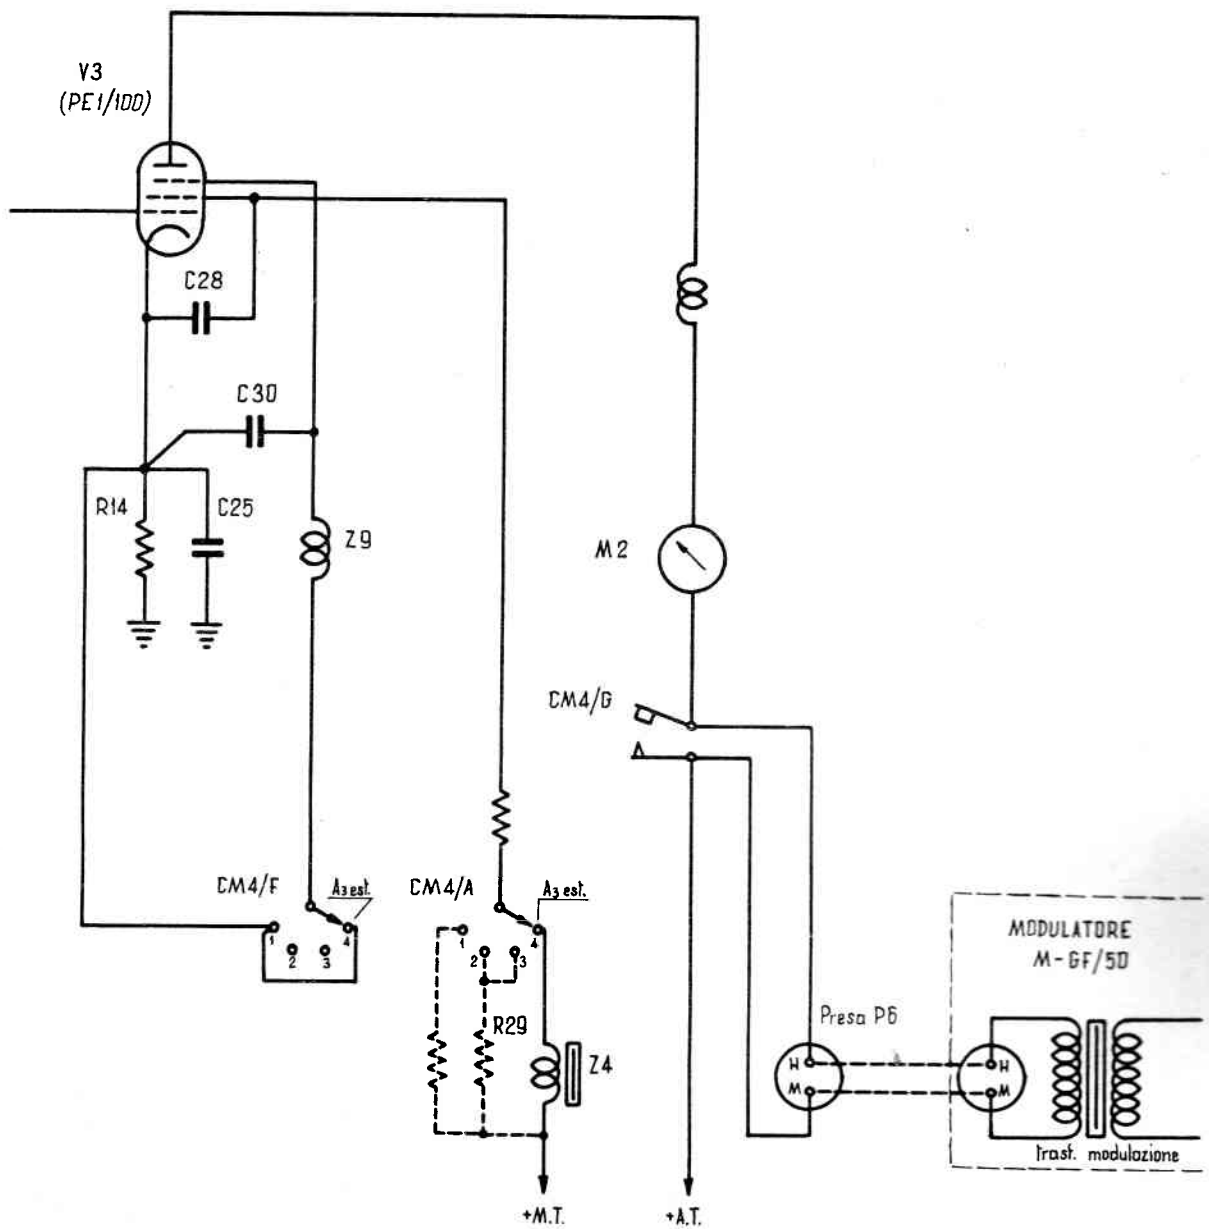 V3
(PE1/100)
C28
C30
R14
C25
Z9
M2
CM4/G
CM4/F
A3 est.
1
2
3
4
CM4/A
A3 est.
1
2
3
4
R29
Z4
+M.T.
+A.T.
Presa P6
H
M
MODULATORE
M-GF/50
H
M
trasf. modulazione